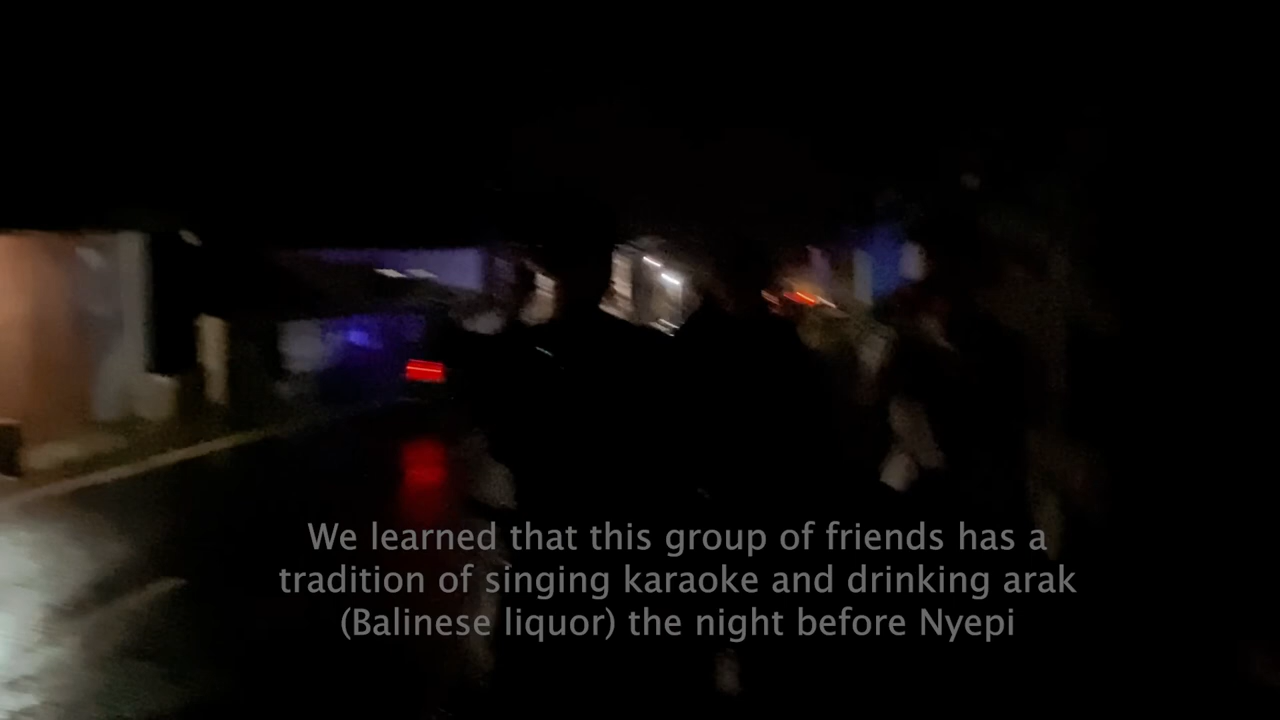 We learned that this group of friends has a
tradition of singing karaoke and drinking arak
(Balinese liquor) the night before Nyepi